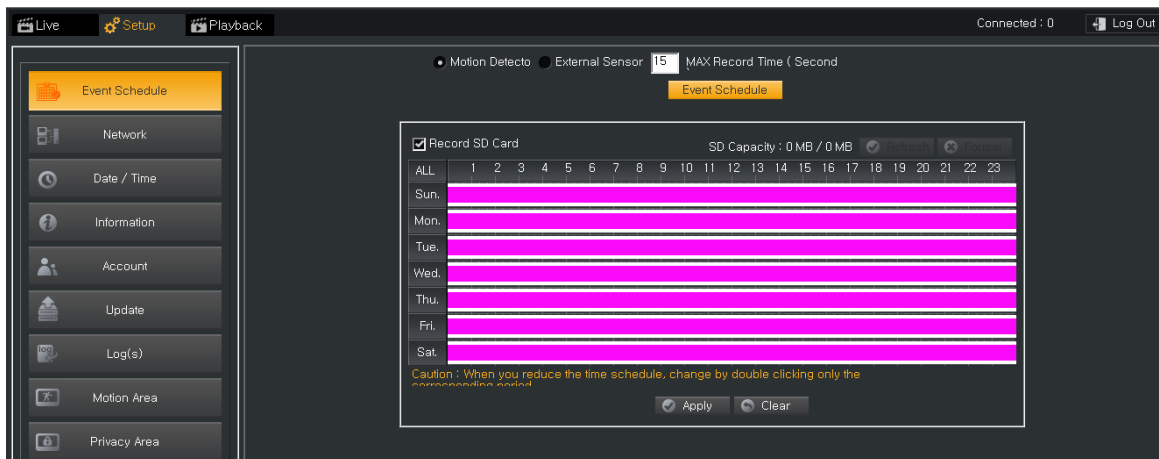 Live Setup Playback Connected : 0 Log Out
Motion Detecto External Sensor 15 MAX Record Time ( Second
Event Schedule
Event Schedule
Network
Date / Time
Information
Account
Update
Log(s)
Motion Area
Privacy Area
Record SD Card SD Capacity : 0 MB / 0 MB Refresh Format
ALL 1 2 3 4 5 6 7 8 9 10 11 12 13 14 15 16 17 18 19 20 21 22 23
Sun.
Mon.
Tue.
Wed.
Thu.
Fri.
Sat.
Caution : When you reduce the time schedule, change by double clicking only the
corresponding period
Apply Clear